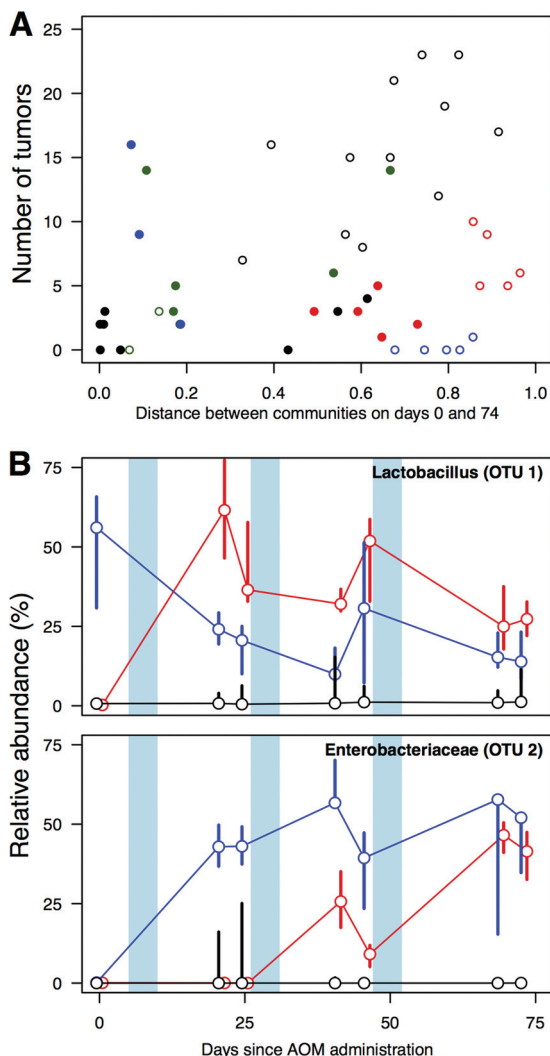 A
Number of tumors
25
20
15
10
5
0
0.0 0.2 0.4 0.6 0.8 1.0
Distance between communities on days 0 and 74
B
Relative abundance (%)
Lactobacillus (OTU 1)
75
50
25
0
Enterobacteriaceae (OTU 2)
75
50
25
0
0 25 50 75
Days since AOM administration